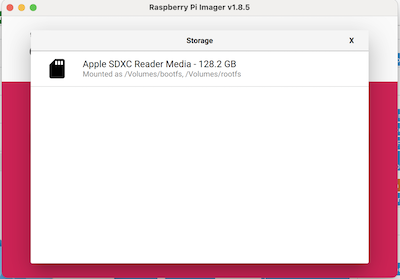 Raspberry Pi Imager v1.8.5
Storage
X
Apple SDXC Reader Media - 128.2 GB
Mounted as /Volumes/bootfs, /Volumes/rootfs